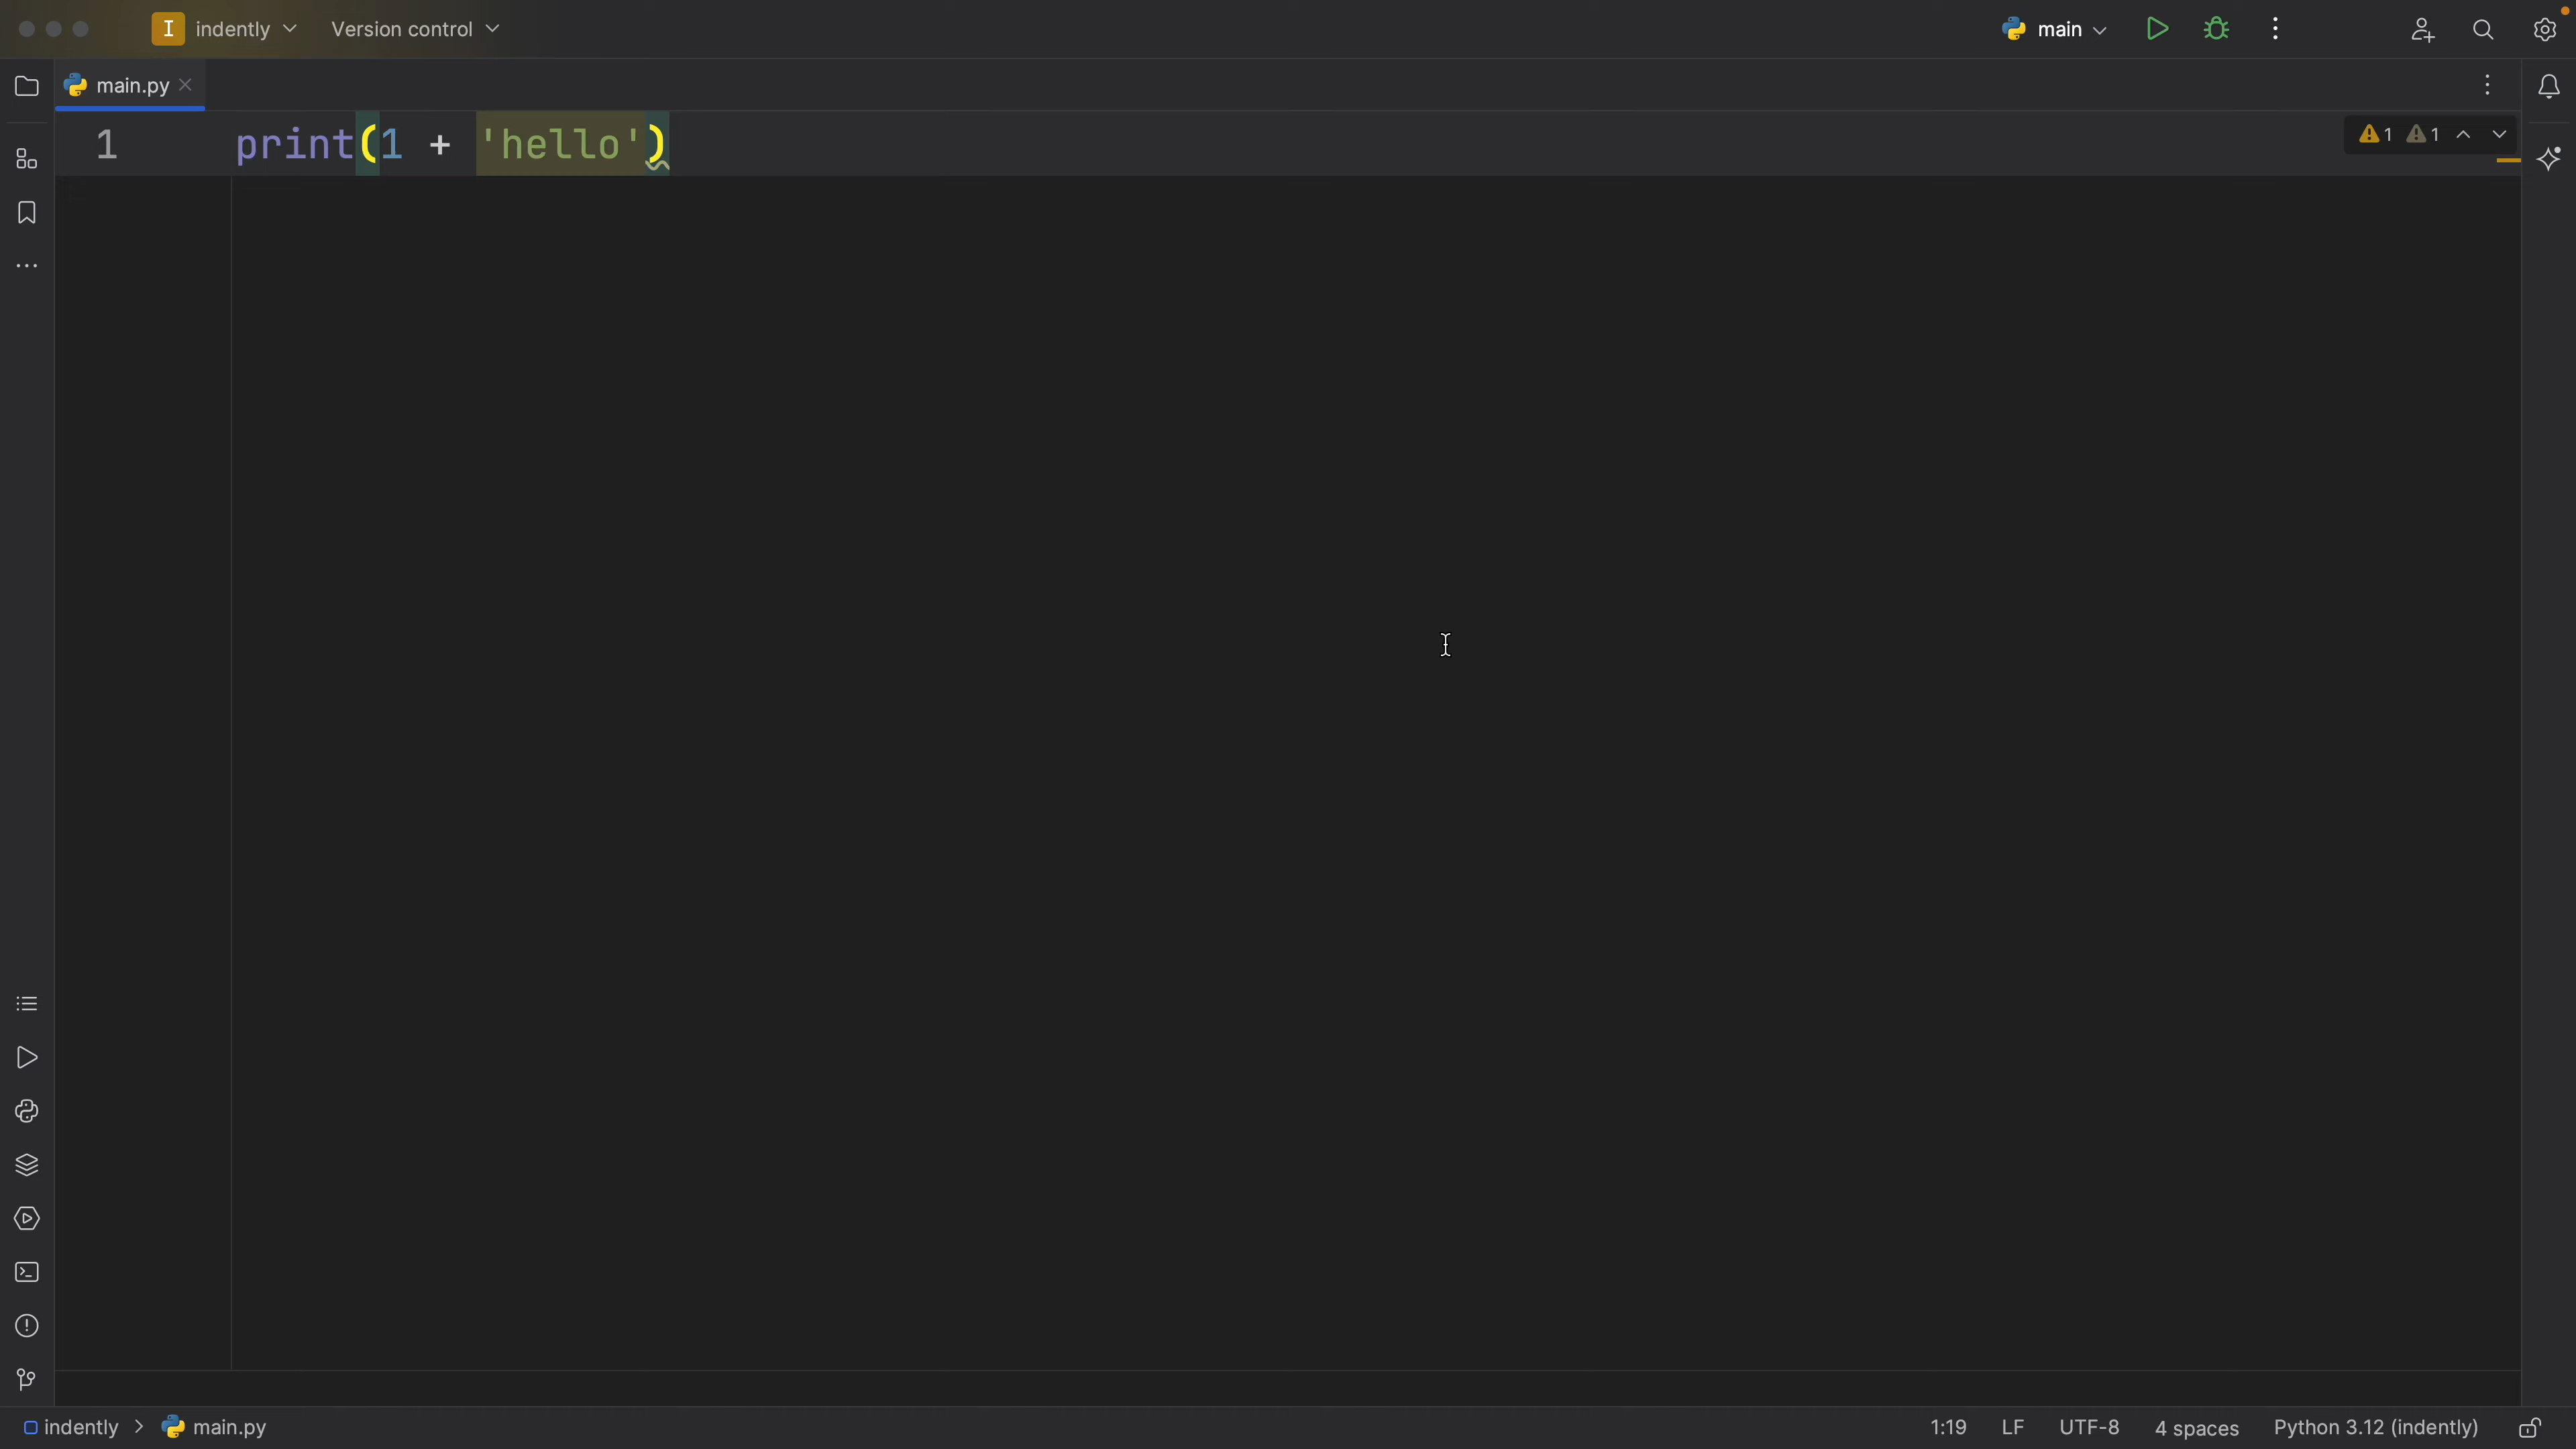 I indently Version control main
main.py
1 print(1 + 'hello') 1 1
indently > main.py 1:19 LF UTF-8 4 spaces Python 3.12 (indently)